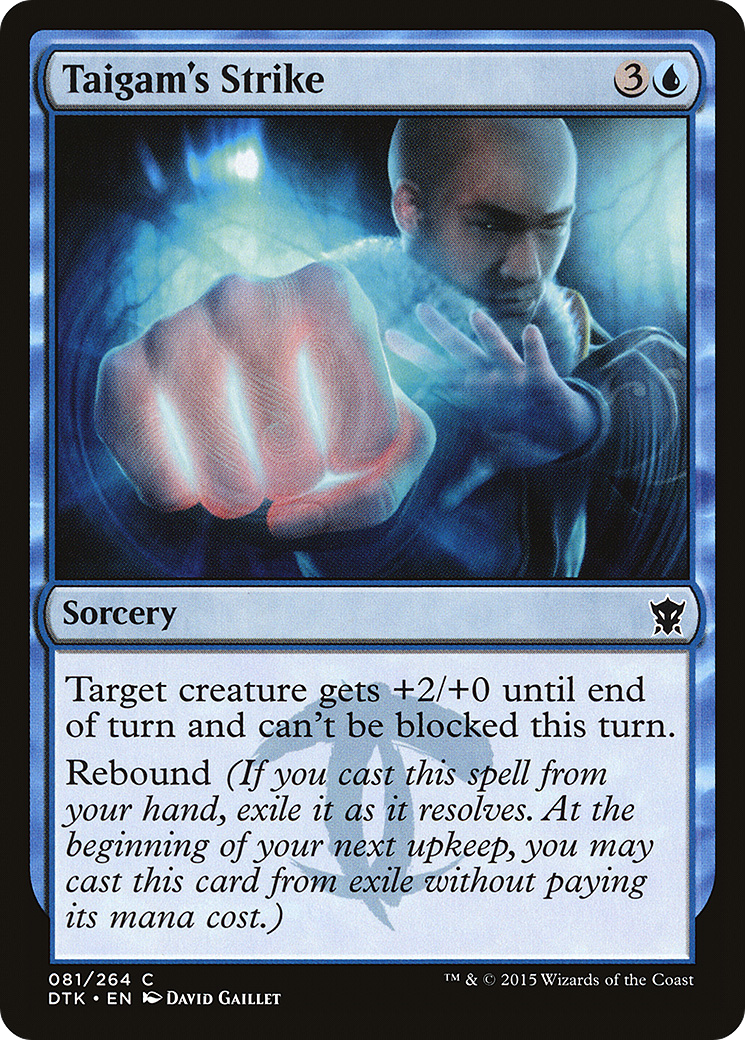 Taigam's Strike
3
Sorcery
Target creature gets +2/+0 until end
of turn and can't be blocked this turn.
Rebound (If you cast this spell from
your hand, exile it as it resolves. At the
beginning of your next upkeep, you may
cast this card from exile without paying
its mana cost.)
081/264 C
™ & © 2015 Wizards of the Coast
DTK • EN David Gaillet